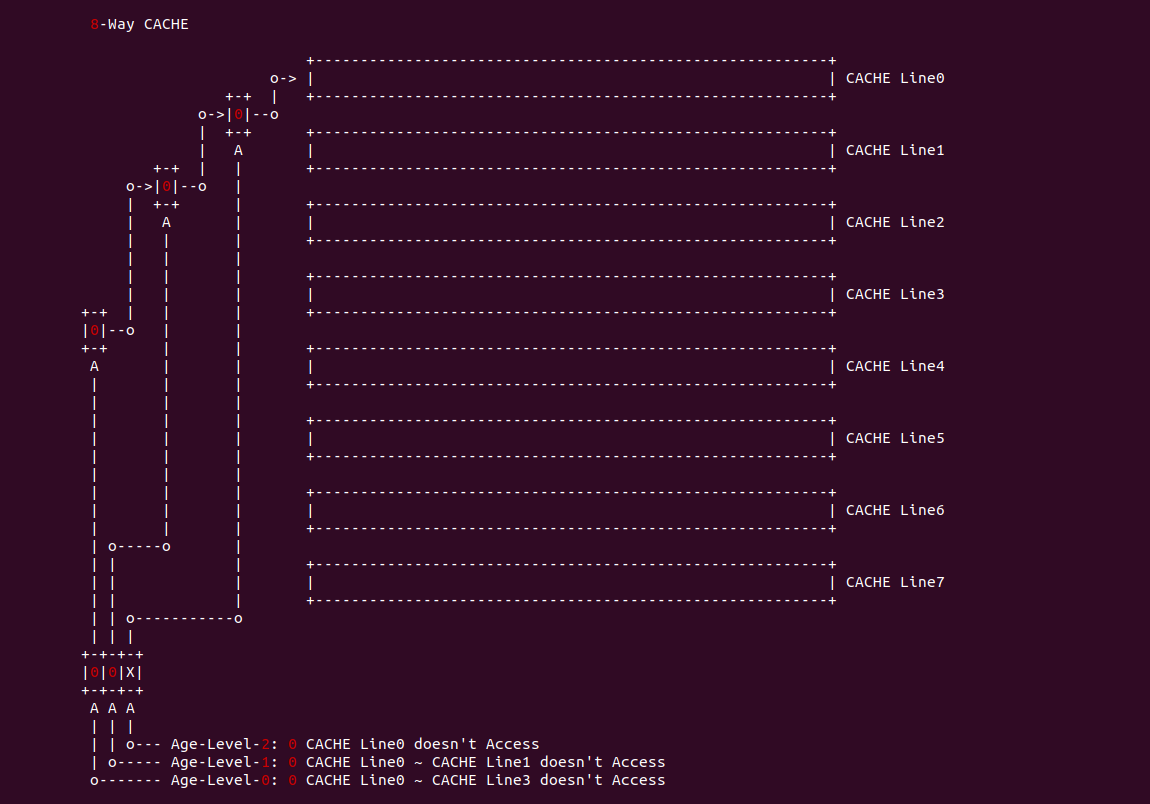 8-Way CACHE
+---------------------------------------------------------+
o-> | | CACHE Line0
+-+ | +---------------------------------------------------------+
o->|0|--o
| +-+ +---------------------------------------------------------+
| A | | CACHE Line1
+-+ | | +---------------------------------------------------------+
o->|0|--o |
| +-+ | +---------------------------------------------------------+
| A | | | CACHE Line2
| | | +---------------------------------------------------------+
| | |
| | | +---------------------------------------------------------+
| | | | | CACHE Line3
+-+ | | | +---------------------------------------------------------+
|0|--o | |
+-+ | | +---------------------------------------------------------+
A | | | | CACHE Line4
| | | +---------------------------------------------------------+
| | |
| | | +---------------------------------------------------------+
| | | | | CACHE Line5
| | | +---------------------------------------------------------+
| | |
| | | +---------------------------------------------------------+
| | | | | CACHE Line6
| | | +---------------------------------------------------------+
| o-----o |
| | | +---------------------------------------------------------+
| | | | | CACHE Line7
| | | +---------------------------------------------------------+
| | o-----------o
| | |
+-+-+-+
|0|0|X|
+-+-+-+
A A A
| | |
| | o--- Age-Level-2: 0 CACHE Line0 doesn't Access
| o----- Age-Level-1: 0 CACHE Line0 ~ CACHE Line1 doesn't Access
o------- Age-Level-0: 0 CACHE Line0 ~ CACHE Line3 doesn't Access